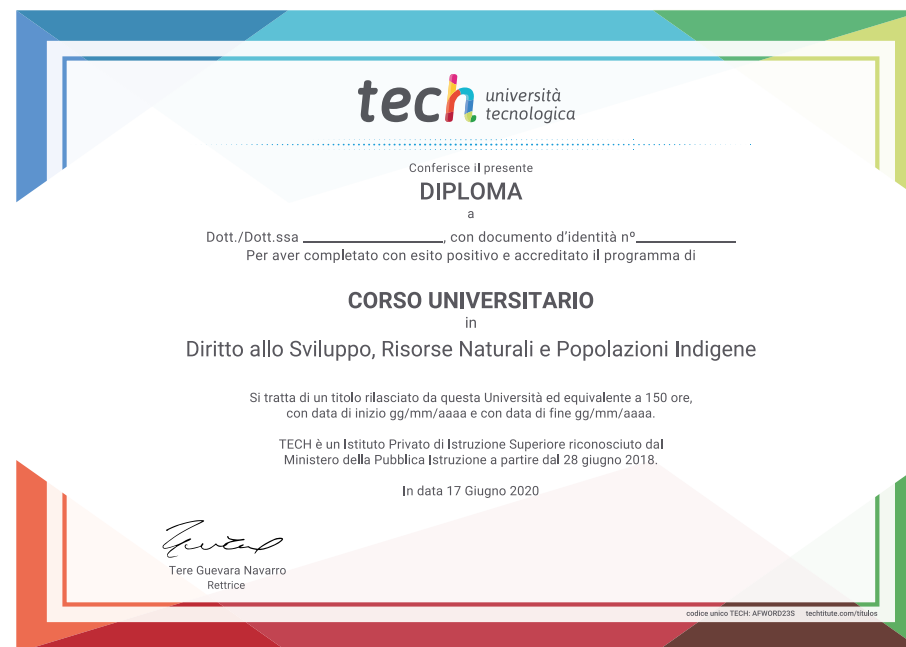 tech università
tecnologica
Conferisce il presente
DIPLOMA
a
Dott./Dott.ssa ________________, con documento d'identità nº____________
Per aver completato con esito positivo e accreditato il programma di
CORSO UNIVERSITARIO
in
Diritto allo Sviluppo, Risorse Naturali e Popolazioni Indigene
Si tratta di un titolo rilasciato da questa Università ed equivalente a 150 ore,
con data di inizio gg/mm/aaaa e con data di fine gg/mm/aaaa.
TECH è un Istituto Privato di Istruzione Superiore riconosciuto dal
Ministero della Pubblica Istruzione a partire dal 28 giugno 2018.
In data 17 Giugno 2020
Tere Guevara Navarro
Rettrice
codice unico TECH: AFWORD23S techtitute.com/titulos